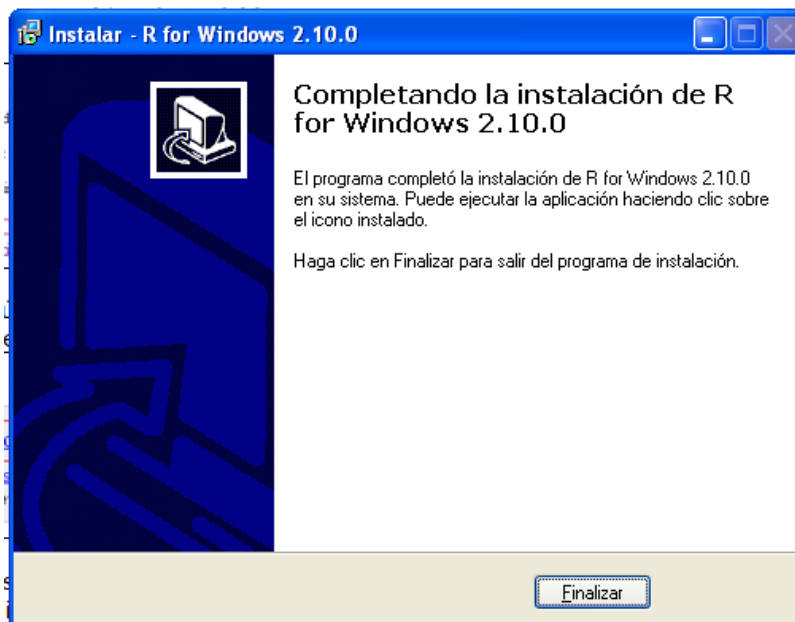 Instalar - R for Windows 2.10.0
Completando la instalación de R
for Windows 2.10.0
El programa completó la instalación de R for Windows 2.10.0
en su sistema. Puede ejecutar la aplicación haciendo clic sobre
el icono instalado.
Haga clic en Finalizar para salir del programa de instalación.
Finalizar